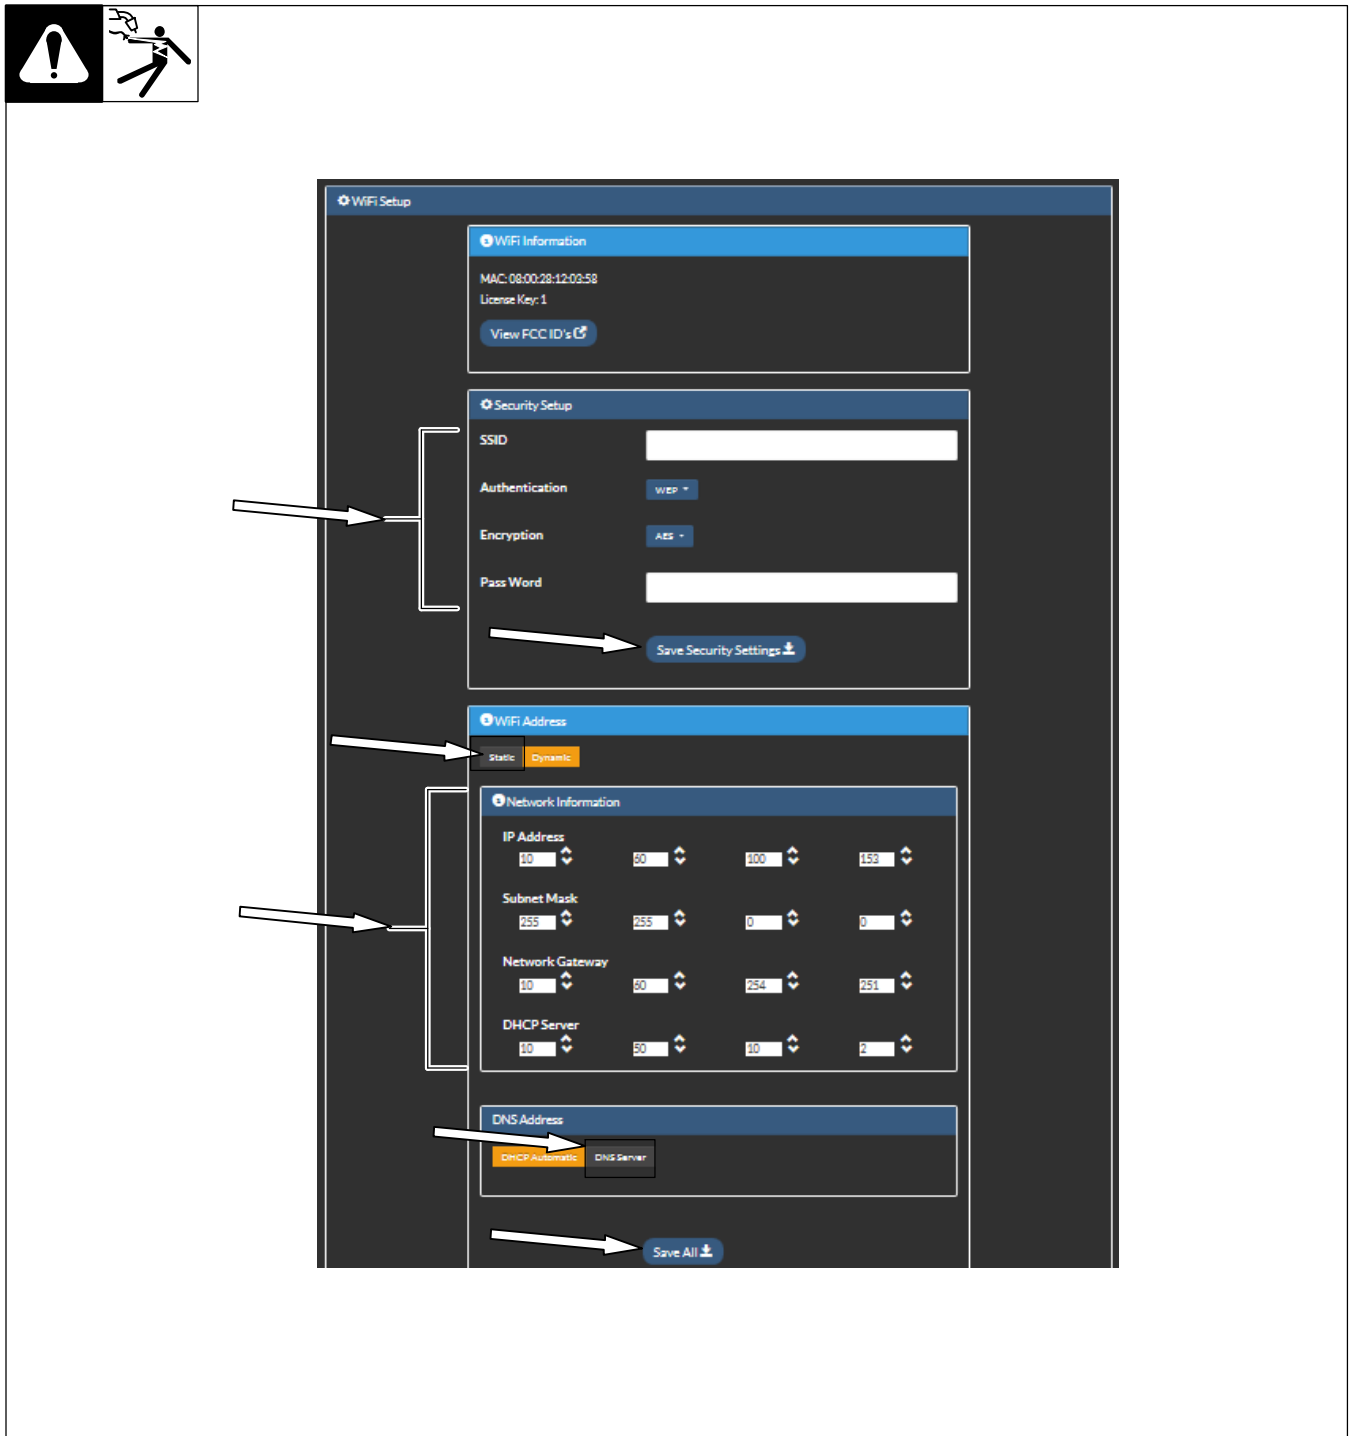 WiFi Setup
WiFi Information
MAC: 08:00:28:12:03:58
License Key: 1
View FCC ID's
Security Setup
SSID
Authentication
WEP
Encryption
AES
Pass Word
Save Security Settings
WiFi Address
Static Dynamic
Network Information
IP Address
10 60 100 153
Subnet Mask
255 255 0 0
Network Gateway
10 60 254 251
DHCP Server
10 50 10 2
DNS Address
DHCP Automatic DNS Server
Save All